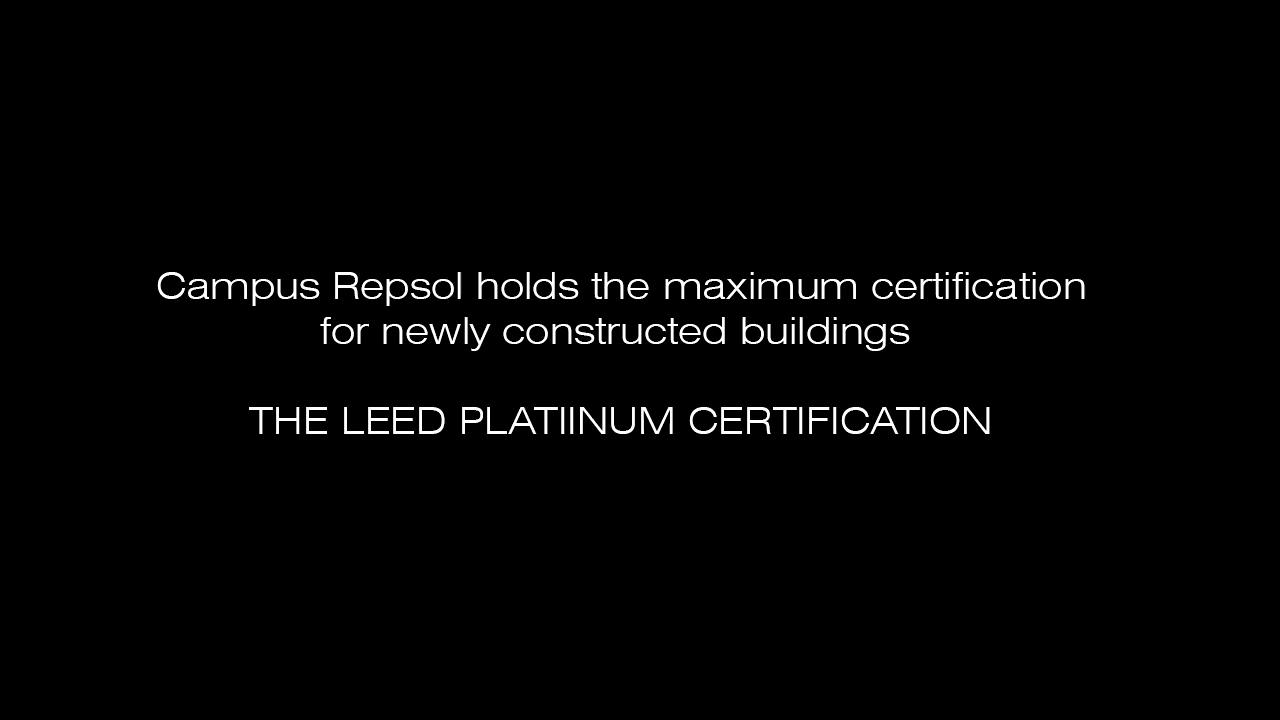 Campus Repsol holds the maximum certification
for newly constructed buildings
THE LEED PLATIINUM CERTIFICATION